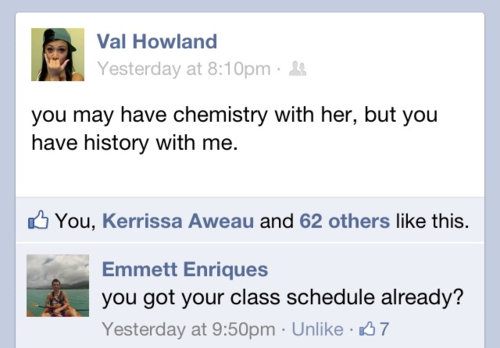 Val Howland
Yesterday at 8:10pm ·
you may have chemistry with her, but you
have history with me.
You, Kerrissa Aweau and 62 others like this.
Emmett Enriques
you got your class schedule already?
Yesterday at 9:50pm · Unlike · 7